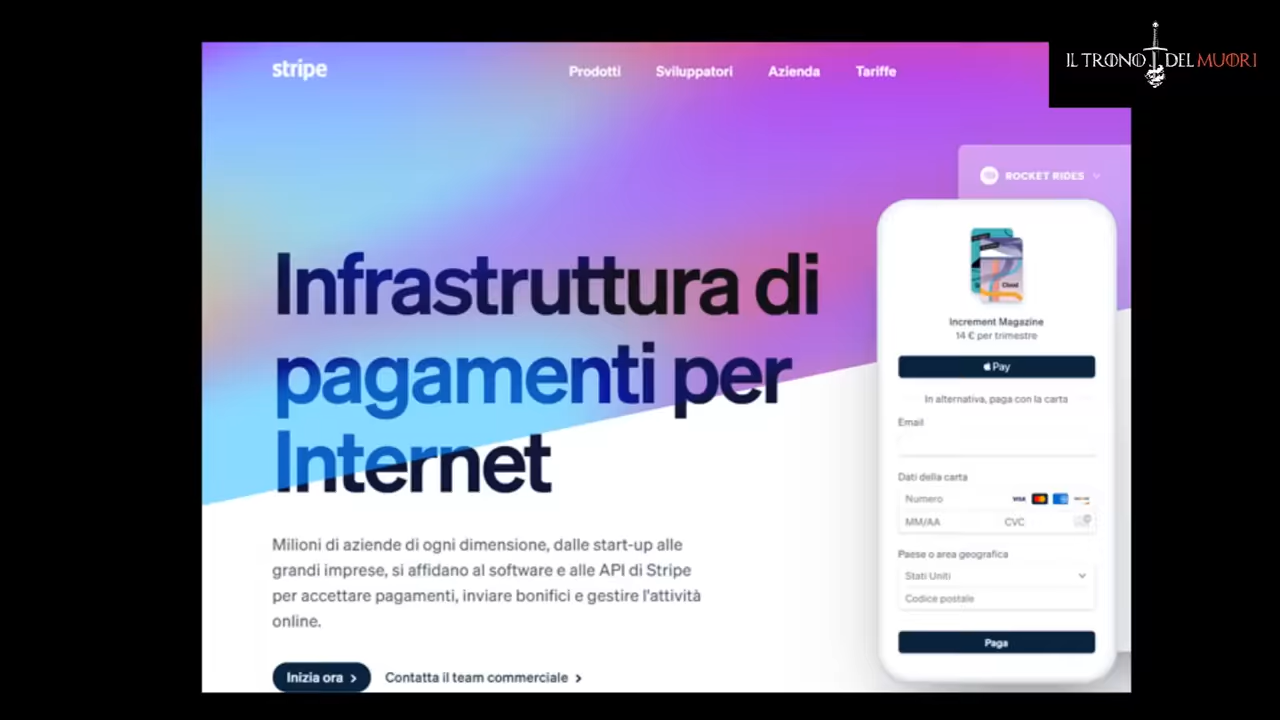 stripe
Prodotti Sviluppatori Azienda Tariffe
IL TRONO DEL MUORI
ROCKET RIDES
Infrastruttura di
pagamenti per
Internet
Milioni di aziende di ogni dimensione, dalle start-up alle
grandi imprese, si affidano al software e alle API di Stripe
per accettare pagamenti, inviare bonifici e gestire l'attività
online.
Inizia ora
Contatta il team commerciale
Cloud
Increment Magazine
14 € per trimestre
Pay
In alternativa, paga con la carta
Email
Dati della carta
Numero VISA
MM/AA CVC
Paese o area geografica
Stati Uniti
Codice postale
Paga